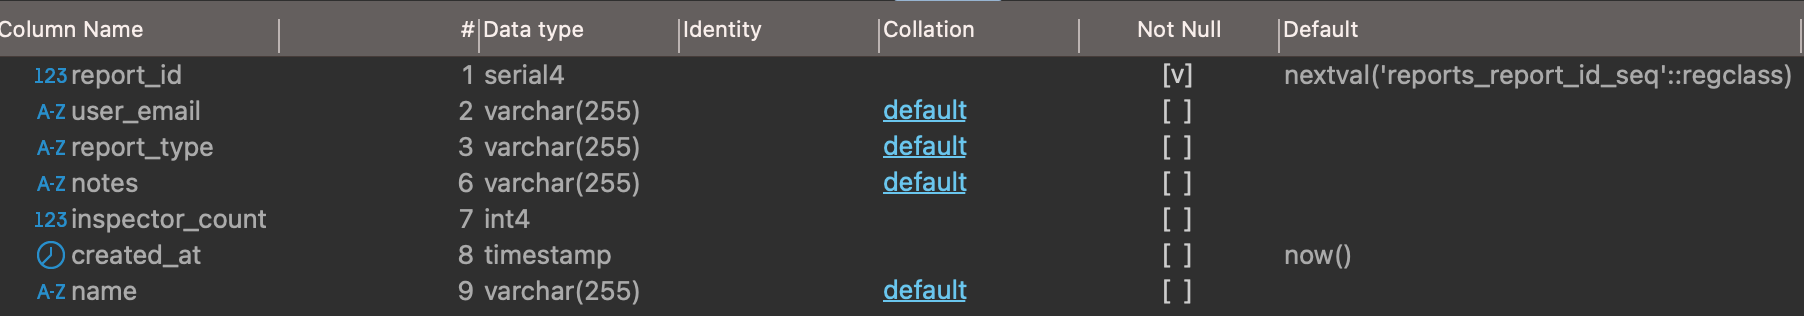 Column Name # Data type Identity Collation Not Null Default
123 report_id 1 serial4 [v] nextval('reports_report_id_seq'::regclass)
A-Z user_email 2 varchar(255) default [ ]
A-Z report_type 3 varchar(255) default [ ]
A-Z notes 6 varchar(255) default [ ]
123 inspector_count 7 int4 [ ]
created_at 8 timestamp [ ] now()
A-Z name 9 varchar(255) default [ ]